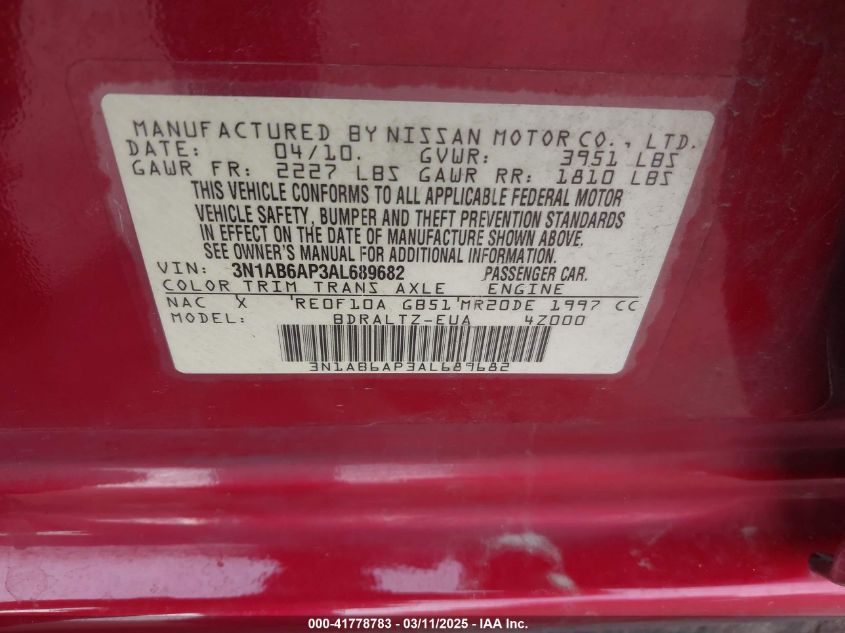 MANUFACTURED BY NISSAN MOTOR CO., LTD.
DATE: 04/10. GVWR: 3951 LBS
GAWR FR: 2227 LBS GAWR RR: 1810 LBS
THIS VEHICLE CONFORMS TO ALL APPLICABLE FEDERAL MOTOR
VEHICLE SAFETY, BUMPER AND THEFT PREVENTION STANDARDS
IN EFFECT ON THE DATE OF MANUFACTURE SHOWN ABOVE.
SEE OWNER'S MANUAL FOR ADDITIONAL INFORMATION.
VIN: 3N1AB6AP3AL689682 PASSENGER CAR.
COLOR TRIM TRANS AXLE ENGINE
NAC X 'RE0F10A GB51'MR20DE 1997 CC
MODEL: BDRALTZ-EUA 4Z000
3N1AB6AP3AL689682
000-41778783 - 03/11/2025 - IAA Inc.